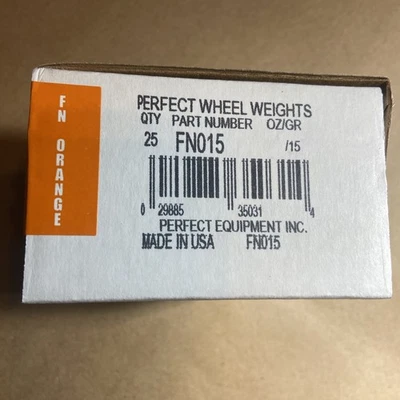 FN ORANGE
PERFECT WHEEL WEIGHTS
QTY PART NUMBER OZ/GR
25 FN015 /15
0 29885 35031 4
PERFECT EQUIPMENT INC.
MADE IN USA FN015